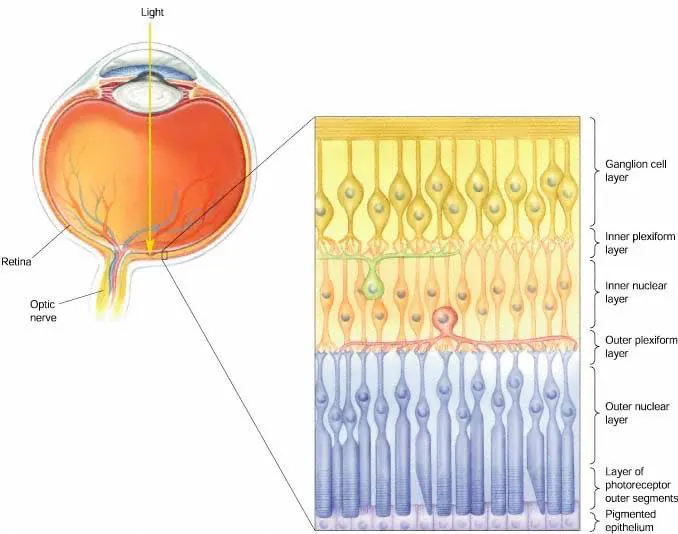 Light
Retina
Optic
nerve
Ganglion cell
layer
Inner plexiform
layer
Inner nuclear
layer
Outer plexiform
layer
Outer nuclear
layer
Layer of
photoreceptor
outer segments
Pigmented
epithelium